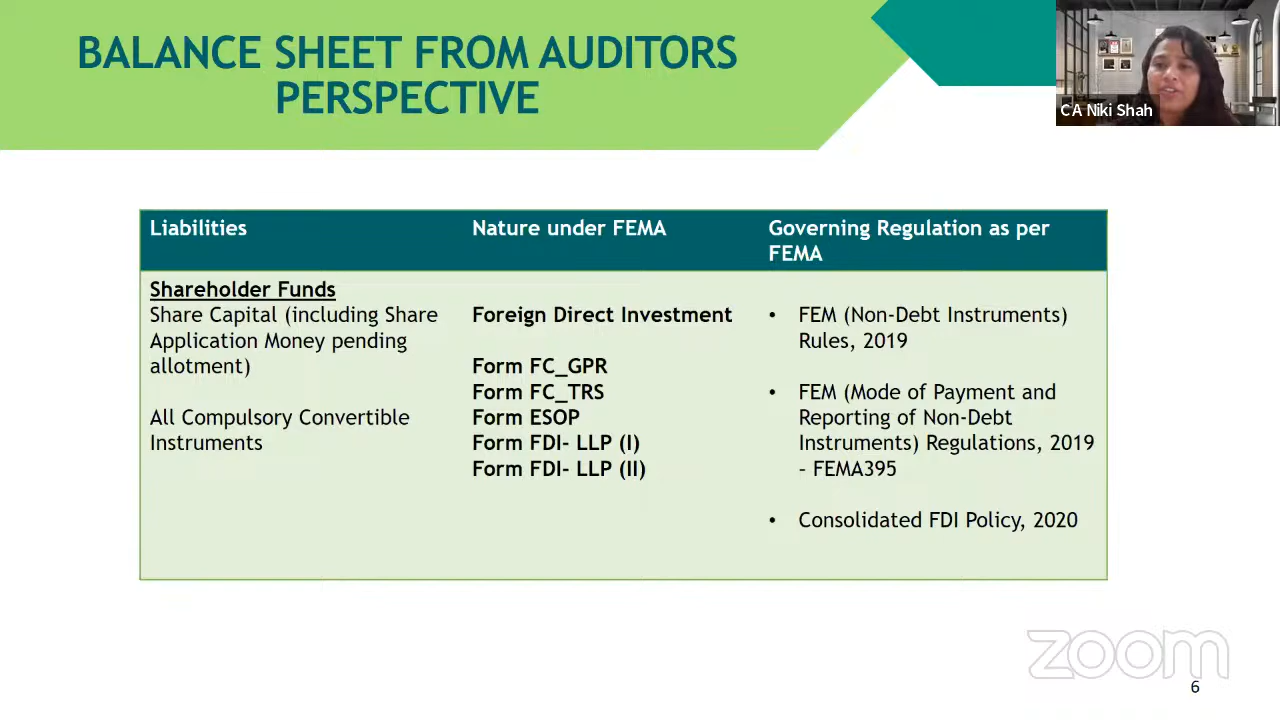 BALANCE SHEET FROM AUDITORS
PERSPECTIVE
CA Niki Shah
Liabilities
Nature under FEMA
Governing Regulation as per
FEMA
Shareholder Funds
Share Capital (including Share
Application Money pending
allotment)
All Compulsory Convertible
Instruments
Foreign Direct Investment
Form FC_GPR
Form FC_TRS
Form ESOP
Form FDI- LLP (I)
Form FDI- LLP (II)
• FEM (Non-Debt Instruments)
Rules, 2019
• FEM (Mode of Payment and
Reporting of Non-Debt
Instruments) Regulations, 2019
– FEMA395
• Consolidated FDI Policy, 2020
zoom
6